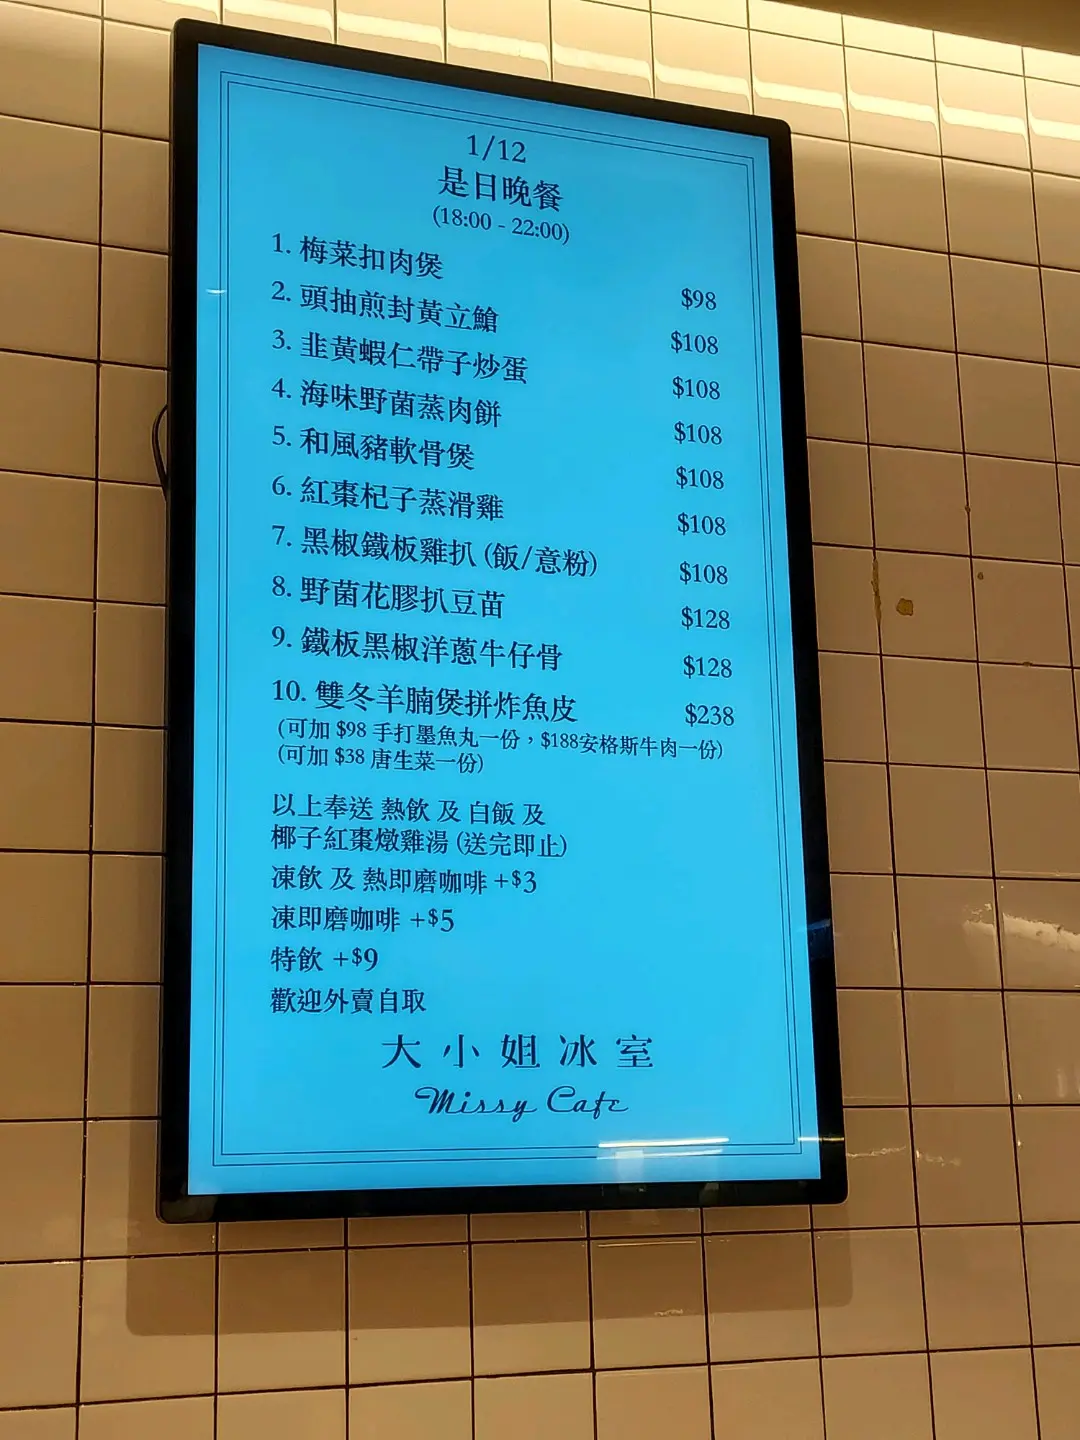 1/12
是日晚餐
(18:00 - 22:00)
1. 梅菜扣肉煲 $98
2. 頭抽煎封黃立鱠 $108
3. 韭黃蝦仁帶子炒蛋 $108
4. 海味野菌蒸肉餅 $108
5. 和風豬軟骨煲 $108
6. 紅棗杞子蒸滑雞 $108
7. 黑椒鐵板雞扒 (飯/意粉) $108
8. 野菌花膠扒豆苗 $128
9. 鐵板黑椒洋蔥牛仔骨 $128
10. 雙冬羊腩煲拼炸魚皮 $238
(可加 $98 手打墨魚丸一份，$188安格斯牛肉一份)
(可加 $38 唐生菜一份)
以上奉送 熱飲 及 白飯 及
椰子紅棗燉雞湯 (送完即止)
凍飲 及 熱即磨咖啡 +$3
凍即磨咖啡 +$5
特飲 +$9
歡迎外賣自取
大小姐冰室
Missy Cafe